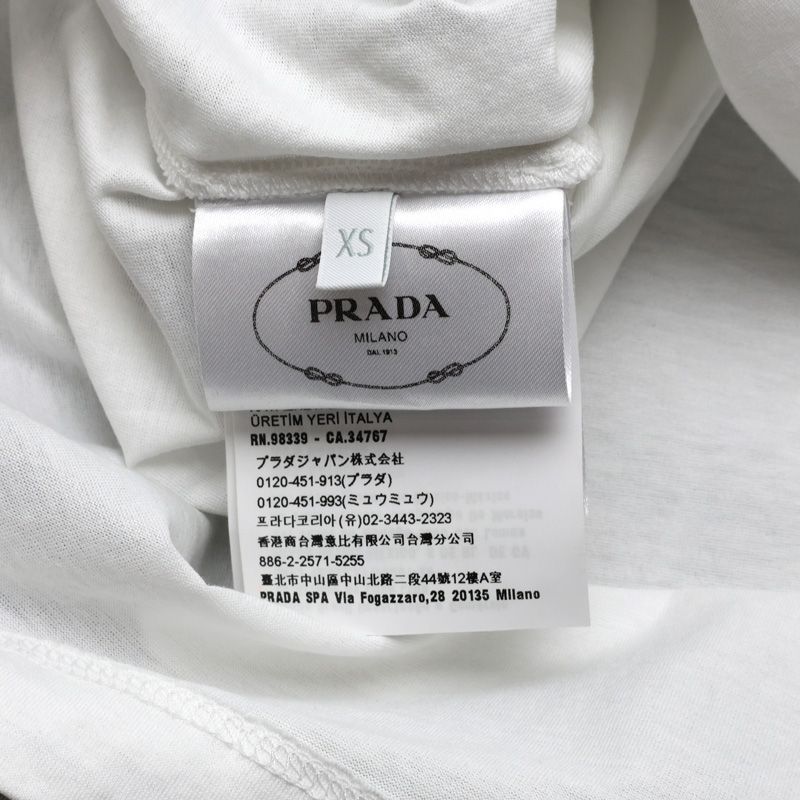 XS
PRADA
MILANO
DAL 1913
ÜRETİM YERİ İTALYA
RN.98339 - CA.34767
プラダジャパン株式会社
0120-451-913(プラダ)
0120-451-993(ミュウミュウ)
프라다코리아(유)02-3443-2323
香港商台灣意比有限公司台灣分公司
886-2-2571-5255
臺北市中山區中山北路二段44號12樓A室
PRADA SPA Via Fogazzaro,28 20135 Milano